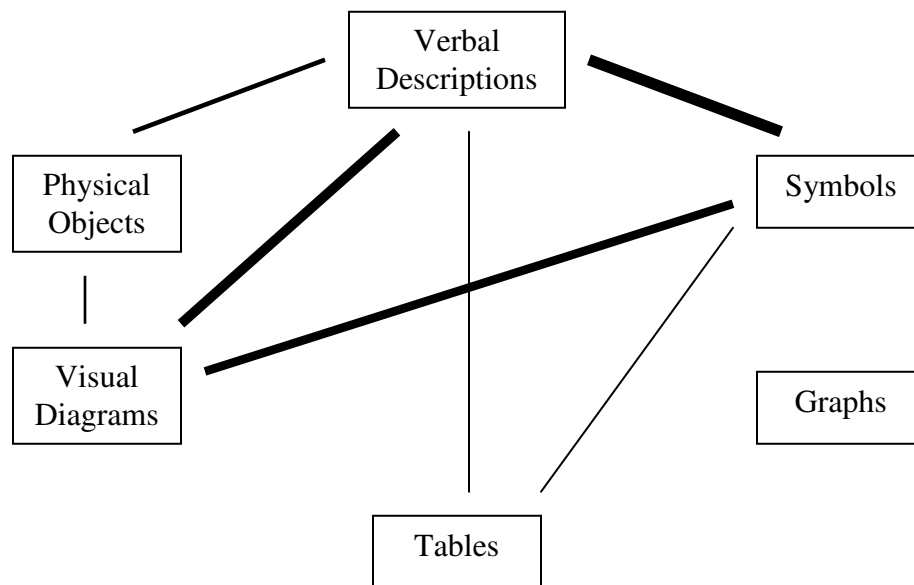 Verbal
Descriptions
Physical
Objects
Symbols
Visual
Diagrams
Graphs
Tables